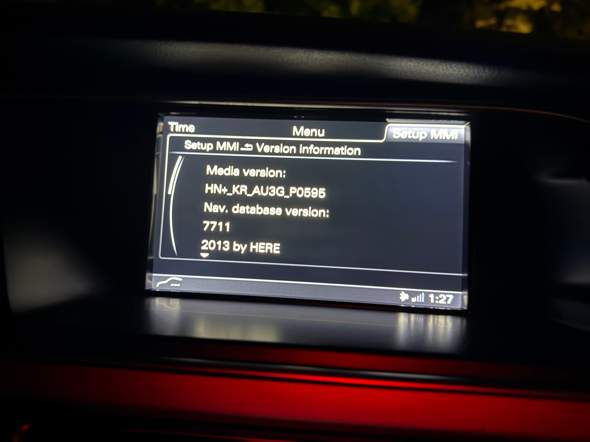 Time
Menu
Setup MMI
Setup MMI Version information
Media version:
HN+_KR_AU3G_P0595
Nav. database version:
7711
2013 by HERE
1:27